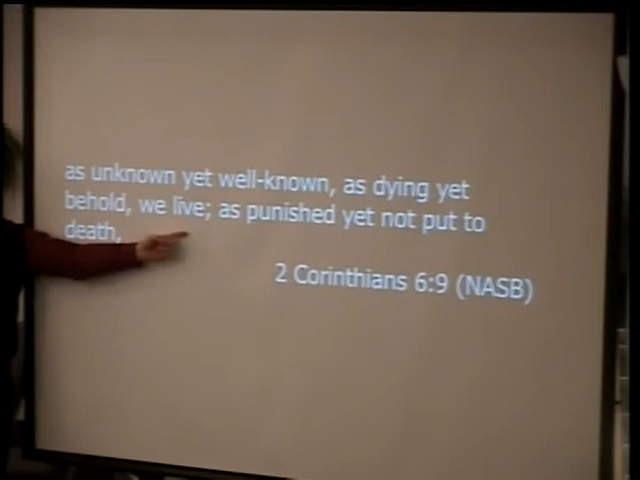 as unknown yet well-known, as dying yet
behold, we live; as punished yet not put to
death,
2 Corinthians 6:9 (NASB)